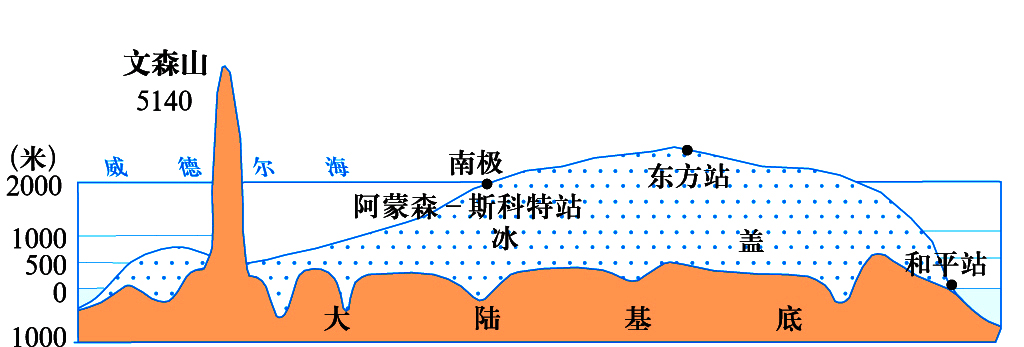 文森山
5140
(米)
威德尔海
南极
2000
东方站
阿蒙森－斯科特站
1000
冰盖
500
和平站
0
大陆基底
1000